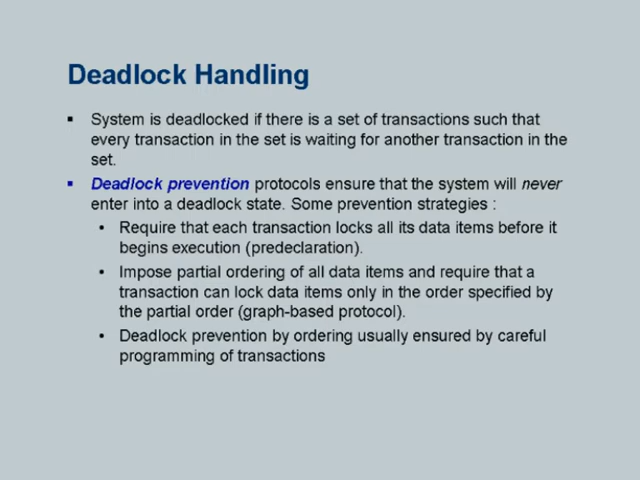 Deadlock Handling
▪ System is deadlocked if there is a set of transactions such that
every transaction in the set is waiting for another transaction in the
set.
▪ Deadlock prevention protocols ensure that the system will never
enter into a deadlock state. Some prevention strategies :
• Require that each transaction locks all its data items before it
begins execution (predeclaration).
• Impose partial ordering of all data items and require that a
transaction can lock data items only in the order specified by
the partial order (graph-based protocol).
• Deadlock prevention by ordering usually ensured by careful
programming of transactions